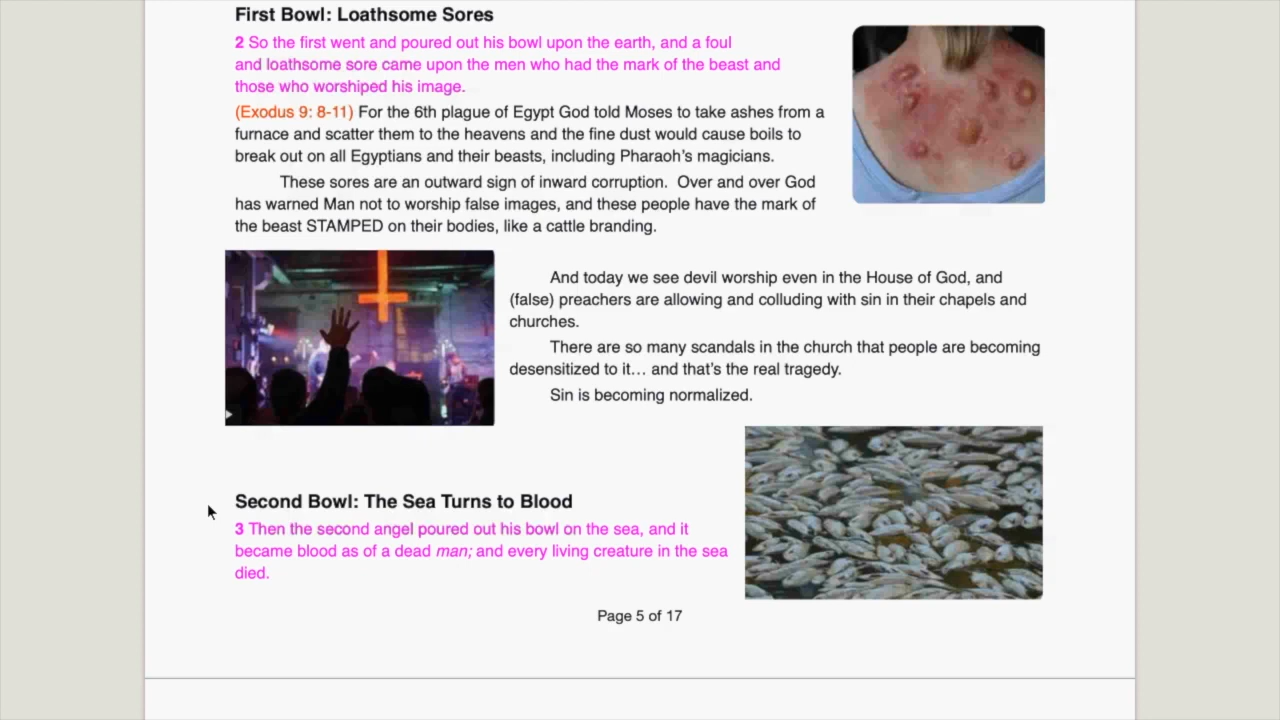 First Bowl: Loathsome Sores
2 So the first went and poured out his bowl upon the earth, and a foul
and loathsome sore came upon the men who had the mark of the beast and
those who worshiped his image.
(Exodus 9: 8-11) For the 6th plague of Egypt God told Moses to take ashes from a
furnace and scatter them to the heavens and the fine dust would cause boils to
break out on all Egyptians and their beasts, including Pharaoh's magicians.
These sores are an outward sign of inward corruption.  Over and over God
has warned Man not to worship false images, and these people have the mark of
the beast STAMPED on their bodies, like a cattle branding.
And today we see devil worship even in the House of God, and
(false) preachers are allowing and colluding with sin in their chapels and
churches.
There are so many scandals in the church that people are becoming
desensitized to it… and that's the real tragedy.
Sin is becoming normalized.
Second Bowl: The Sea Turns to Blood
3 Then the second angel poured out his bowl on the sea, and it
became blood as of a dead man; and every living creature in the sea
died.
Page 5 of 17